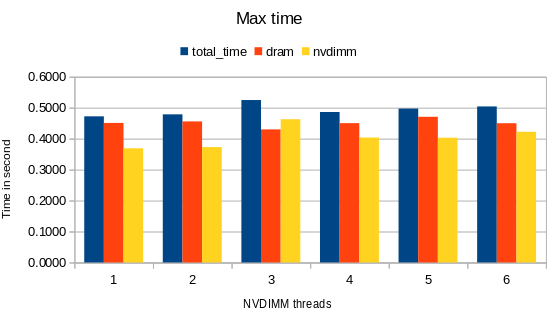 Max time
total_time dram nvdimm
0.6000
0.5000
0.4000
0.3000
0.2000
0.1000
0.0000
Time in second
1 2 3 4 5 6
NVDIMM threads